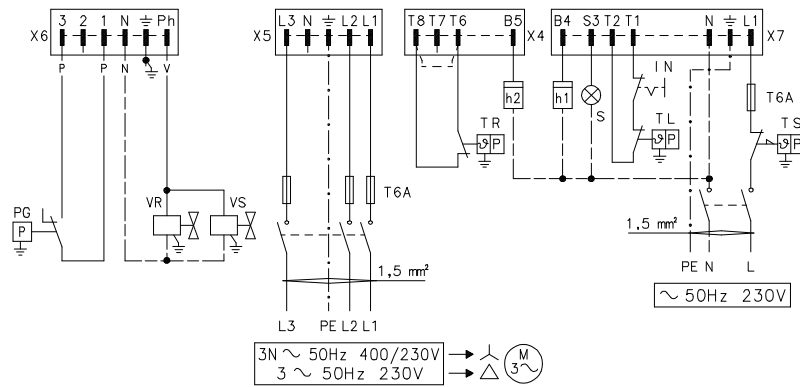 3 2 1 N Ph
X6
P P N V
PG
P
VR
VS
L3 N L2 L1
X5
T6A
1,5 mm²
L3 PE L2 L1
3N ~ 50Hz 400/230V
3 ~ 50Hz 230V
M
3~
T8 T7 T6 B5
X4
h2
TR
ϑ P
B4 S3 T2 T1 N L1
X7
h1
S
IN
TL
ϑ P
T6A
TS
ϑ P
1,5 mm²
PE N L
~ 50Hz 230V